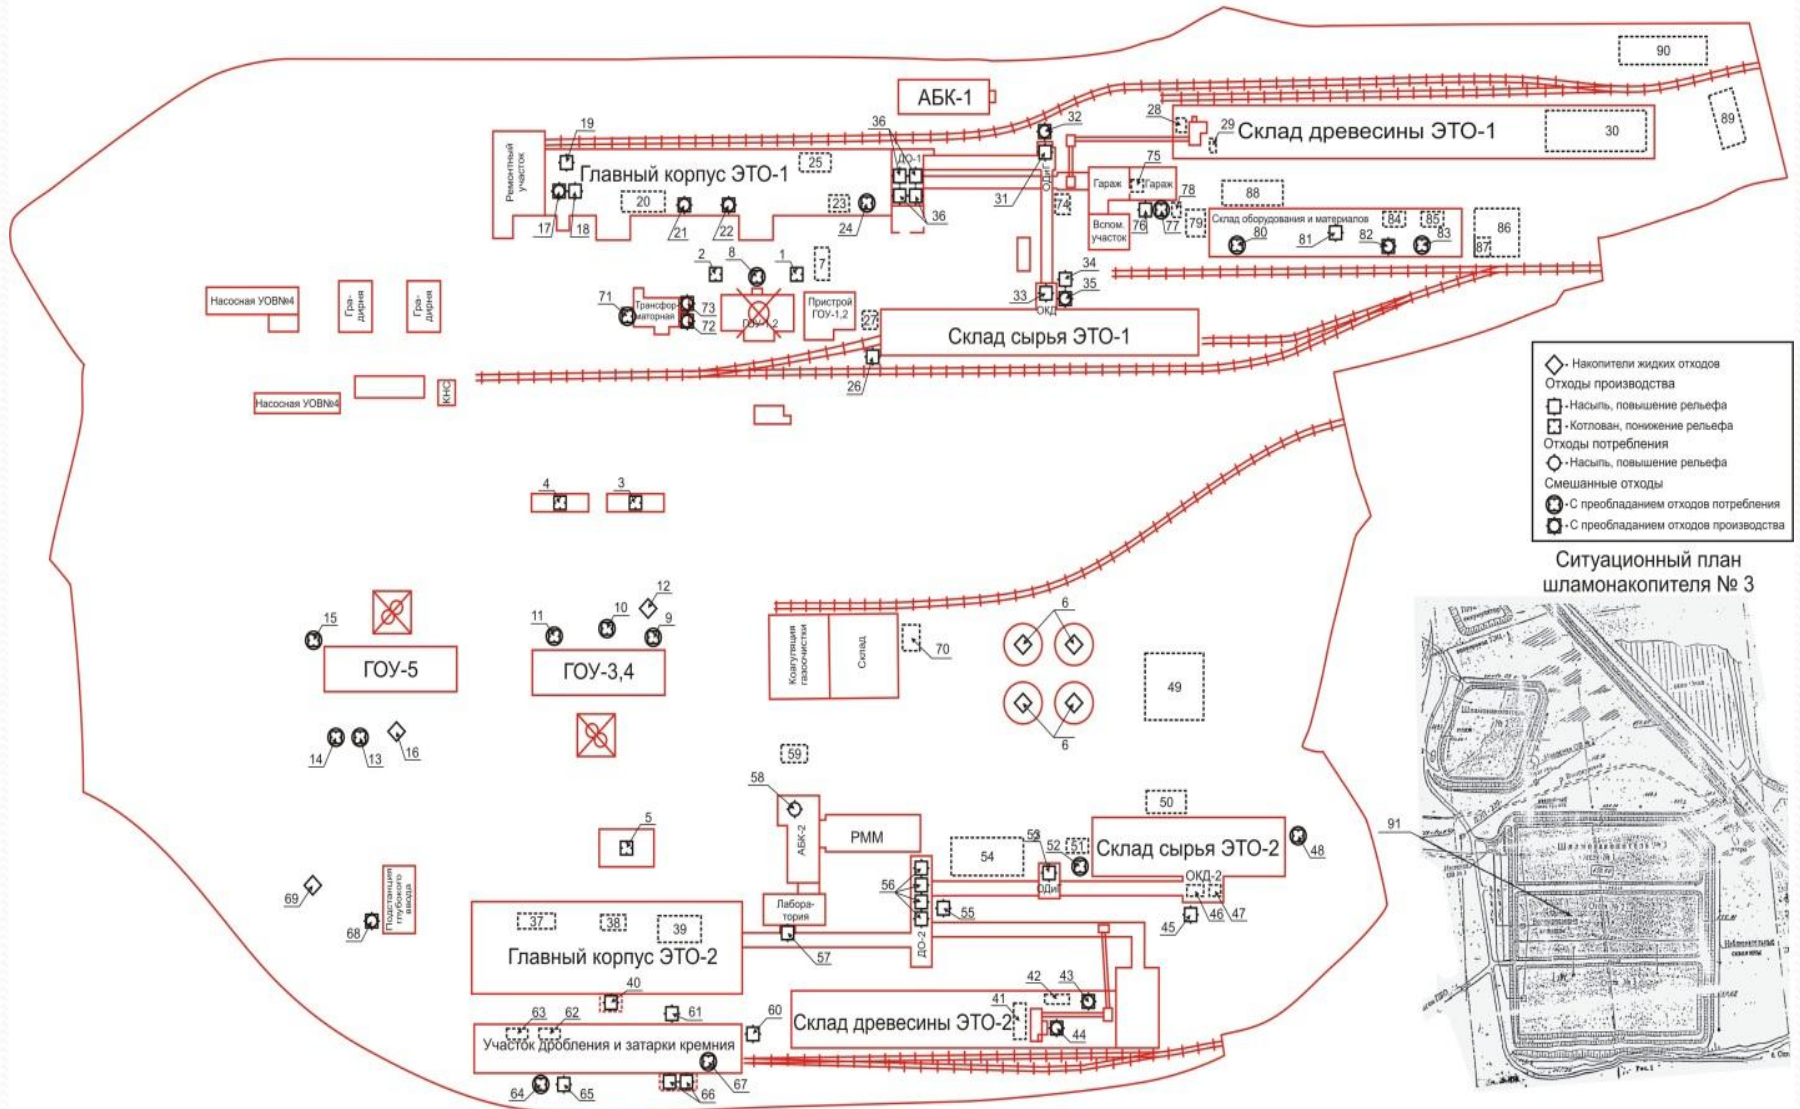 90
АБК-1
89
28
29
Склад древесины ЭТО-1
30
19
36
32
Ремонтный
участок
Главный корпус ЭТО-1
25
ДО-1
ОДиГ
31
75
Гараж
Гараж
88
17
18
20
21
22
23
24
36
74
76
77
78
79
Вспом.
участок
Склад оборудования и материалов
84
85
86
87
80
81
82
83
2
8
1
7
34
35
33
ОКД
Насосная УОВ№4
Гра-
дирня
Гра-
дирня
71
Трансфор-
маторная
73
72
ГОУ-1,2
Пристрой
ГОУ-1,2
27
Склад сырья ЭТО-1
26
Насосная УОВ№4
КНС
- Накопители жидких отходов
Отходы производства
- Насыпь, повышение рельефа
- Котлован, понижение рельефа
Отходы потребления
- Насыпь, повышение рельефа
Смешанные отходы
- С преобладанием отходов потребления
- С преобладанием отходов производства
Ситуационный план
шламонакопителя № 3
4
3
15
11
10
12
9
ГОУ-5
ГОУ-3,4
Коагуляция
газоочистки
Склад
70
6
49
14
13
16
6
59
58
50
91
5
АБК-2
РММ
54
53
52
51
Склад сырья ЭТО-2
48
ОДиГ
ОКД-2
69
68
Подстанция
глубокого
ввода
Лабора-
тория
56
55
45
46
47
37
38
39
Главный корпус ЭТО-2
57
ДО-2
40
41
42
43
44
63
62
61
60
Склад древесины ЭТО-2
Участок дробления и затарки кремния
64
65
66
67